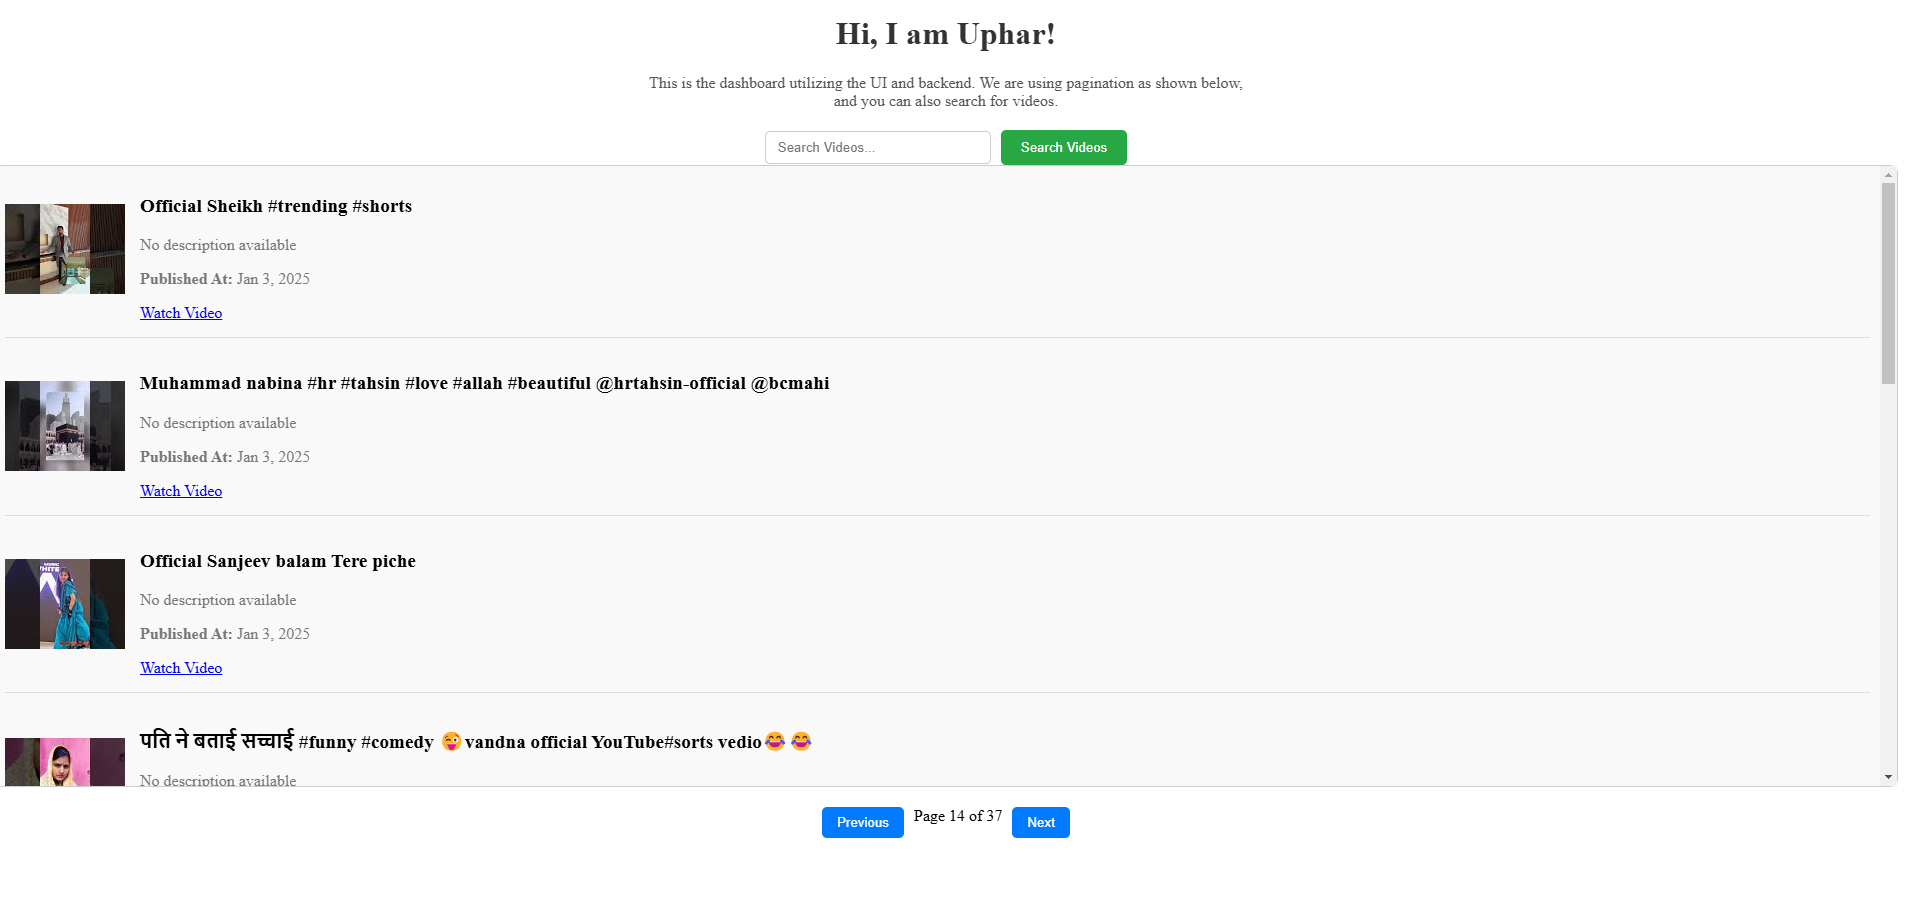 Hi, I am Uphar!
This is the dashboard utilizing the UI and backend. We are using pagination as shown below,
and you can also search for videos.
Search Videos...
Search Videos
Official Sheikh #trending #shorts
No description available
Published At: Jan 3, 2025
Watch Video
Muhammad nabina #hr #tahsin #love #allah #beautiful @hrtahsin-official @bcmahi
No description available
Published At: Jan 3, 2025
Watch Video
Official Sanjeev balam Tere piche
No description available
Published At: Jan 3, 2025
Watch Video
पति ने बताई सच्चाई #funny #comedy 😜vandna official YouTube#sorts vedio😂😂
No description available
Previous
Page 14 of 37
Next